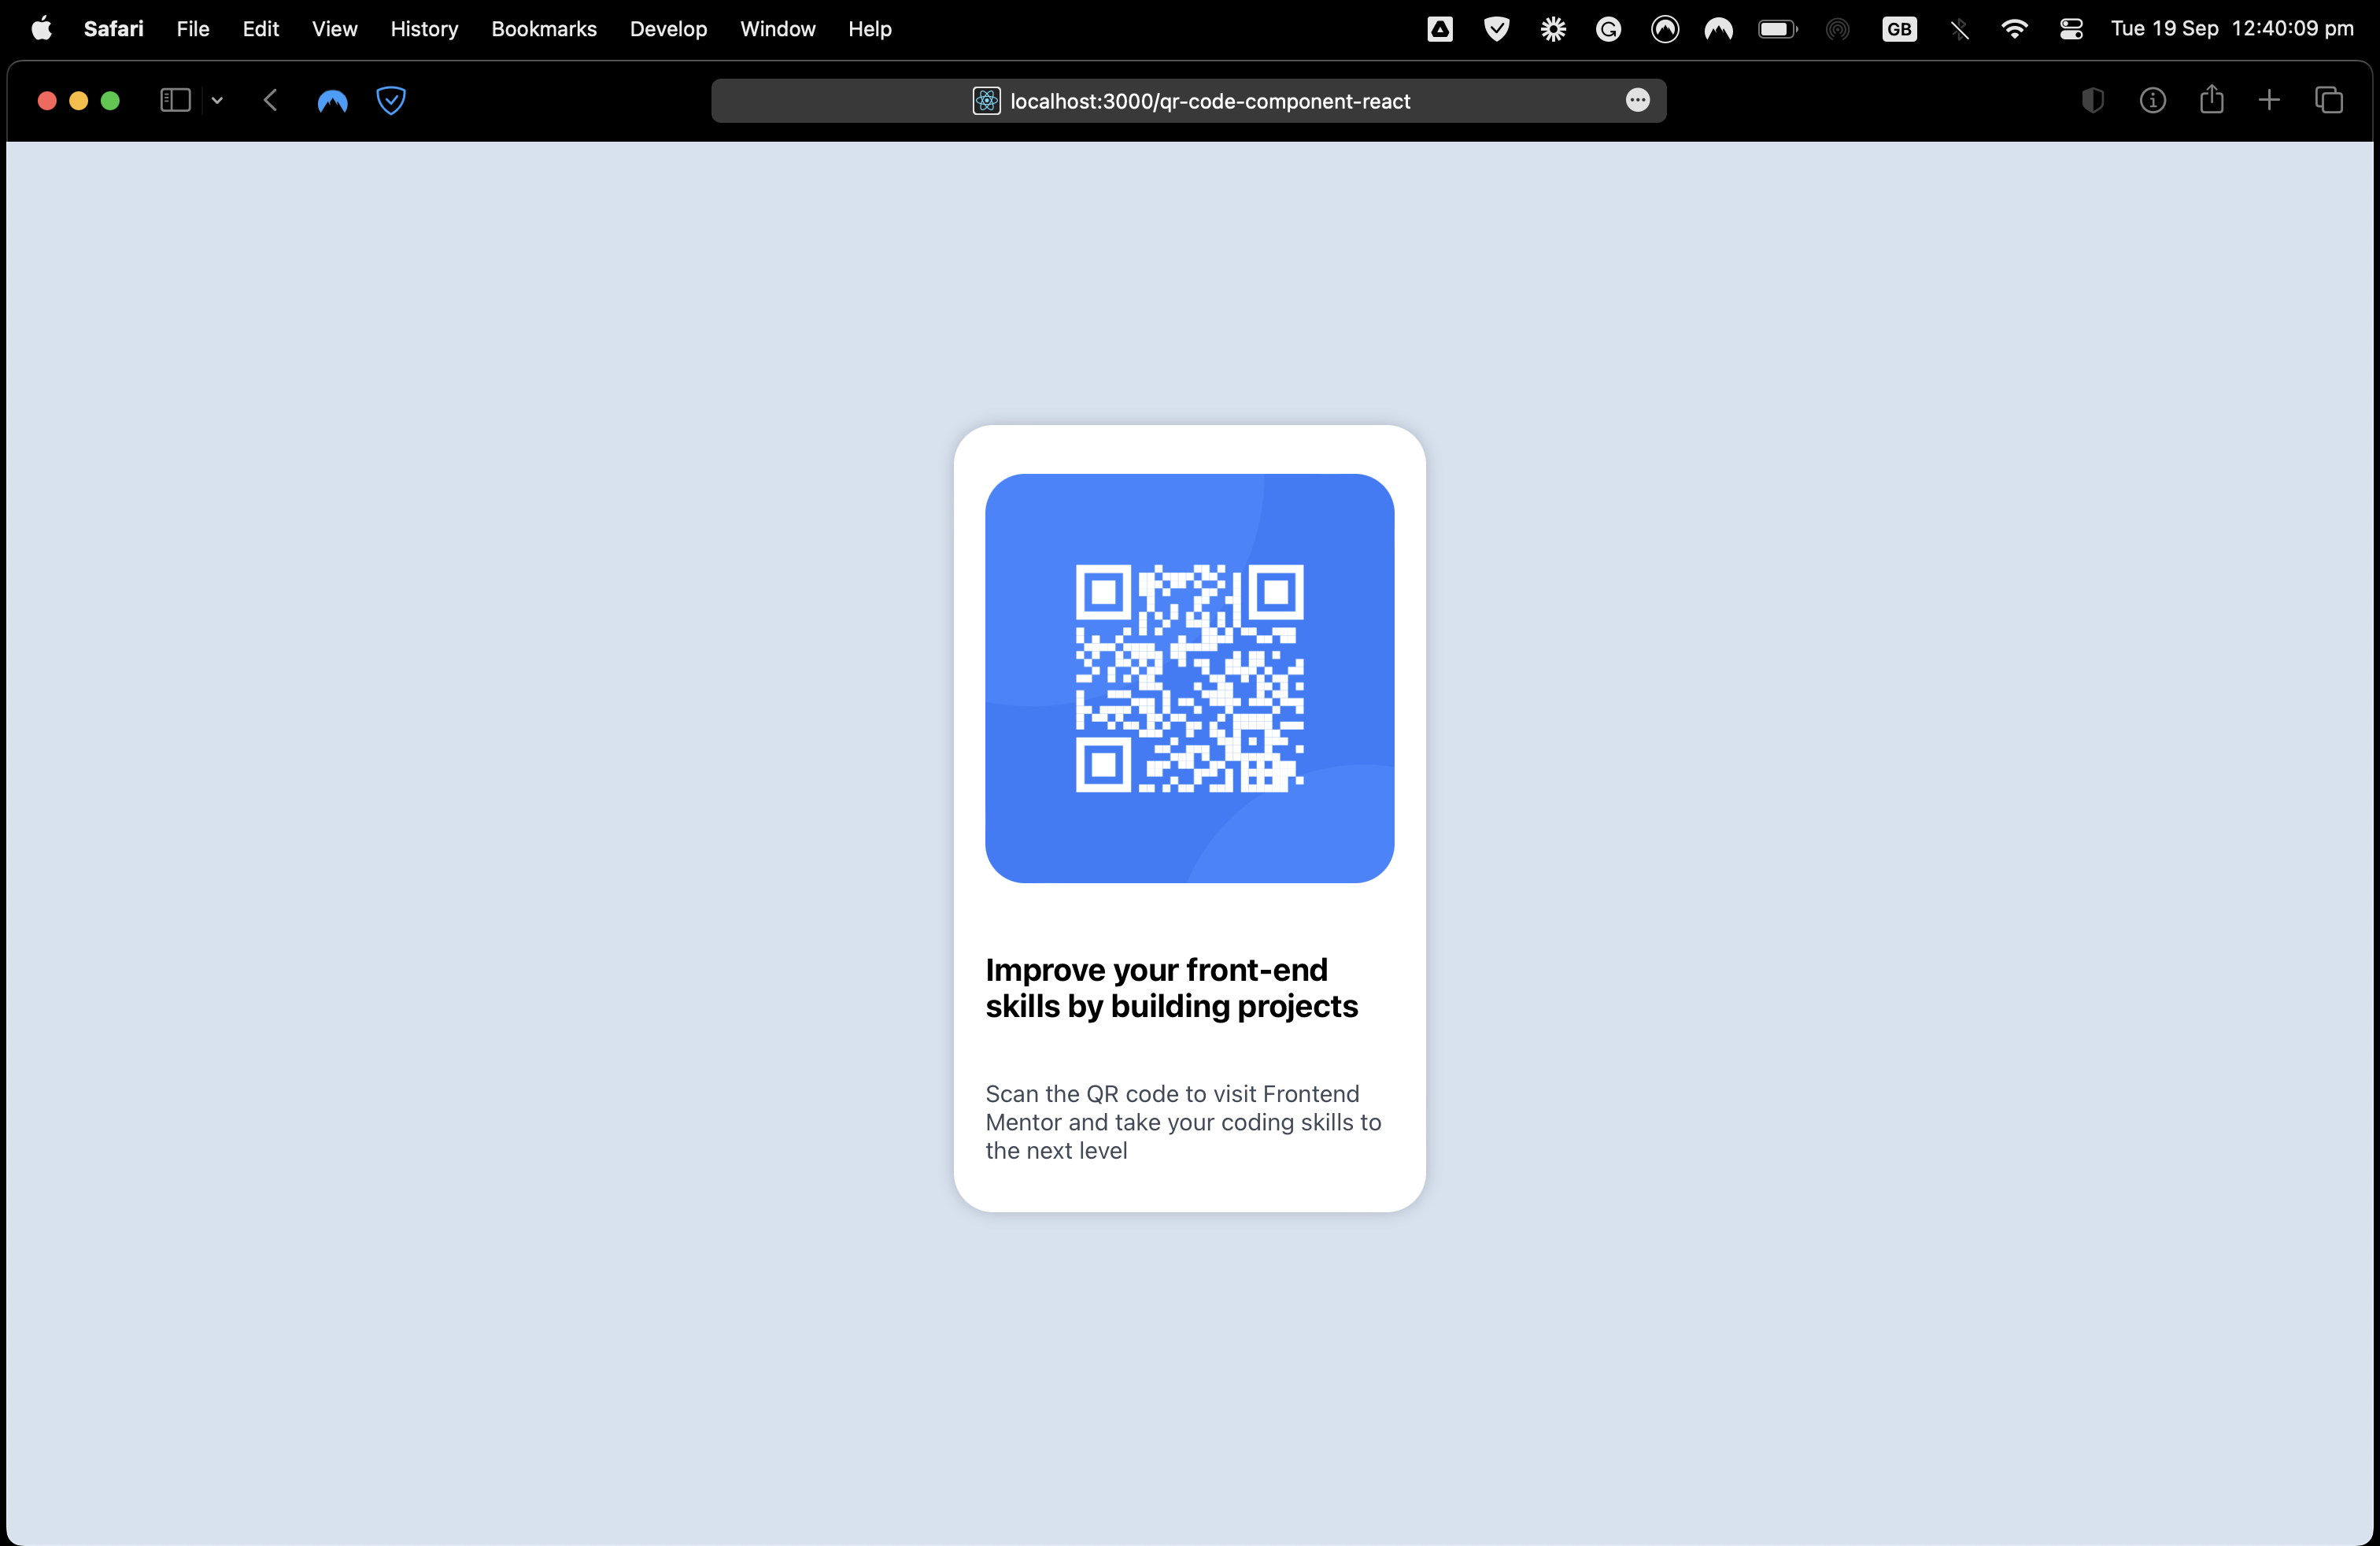 Safari File Edit View History Bookmarks Develop Window Help GB Tue 19 Sep 12:40:09 pm
localhost:3000/qr-code-component-react
Improve your front-end
skills by building projects
Scan the QR code to visit Frontend
Mentor and take your coding skills to
the next level